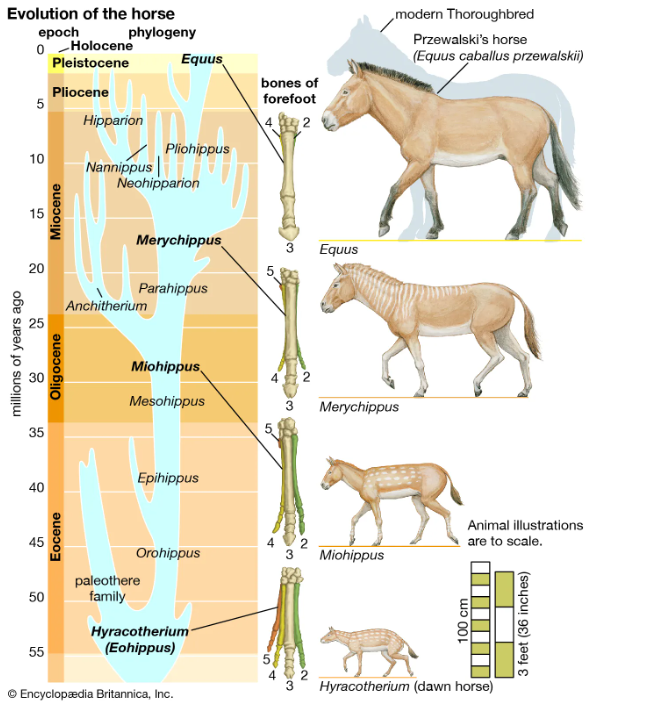 Evolution of the horse
epoch phylogeny
0
Holocene
Pleistocene
Equus
Pliocene
5
Hipparion
Pliohippus
10
Nannippus
Neohipparion
Miocene
15
Merychippus
20
Parahippus
Anchitherium
25
Oligocene
Miohippus
30
Mesohippus
35
Epihippus
40
Eocene
45
Orohippus
paleothere
family
50
Hyracotherium
(Eohippus)
55
millions of years ago
bones of
forefoot
4 2
3
5
4 2
3
5
4 2
3
5
4 2
3
modern Thoroughbred
Przewalski's horse
(Equus caballus przewalskii)
Equus
Merychippus
Miohippus
Animal illustrations
are to scale.
100 cm
3 feet (36 inches)
Hyracotherium (dawn horse)
© Encyclopædia Britannica, Inc.